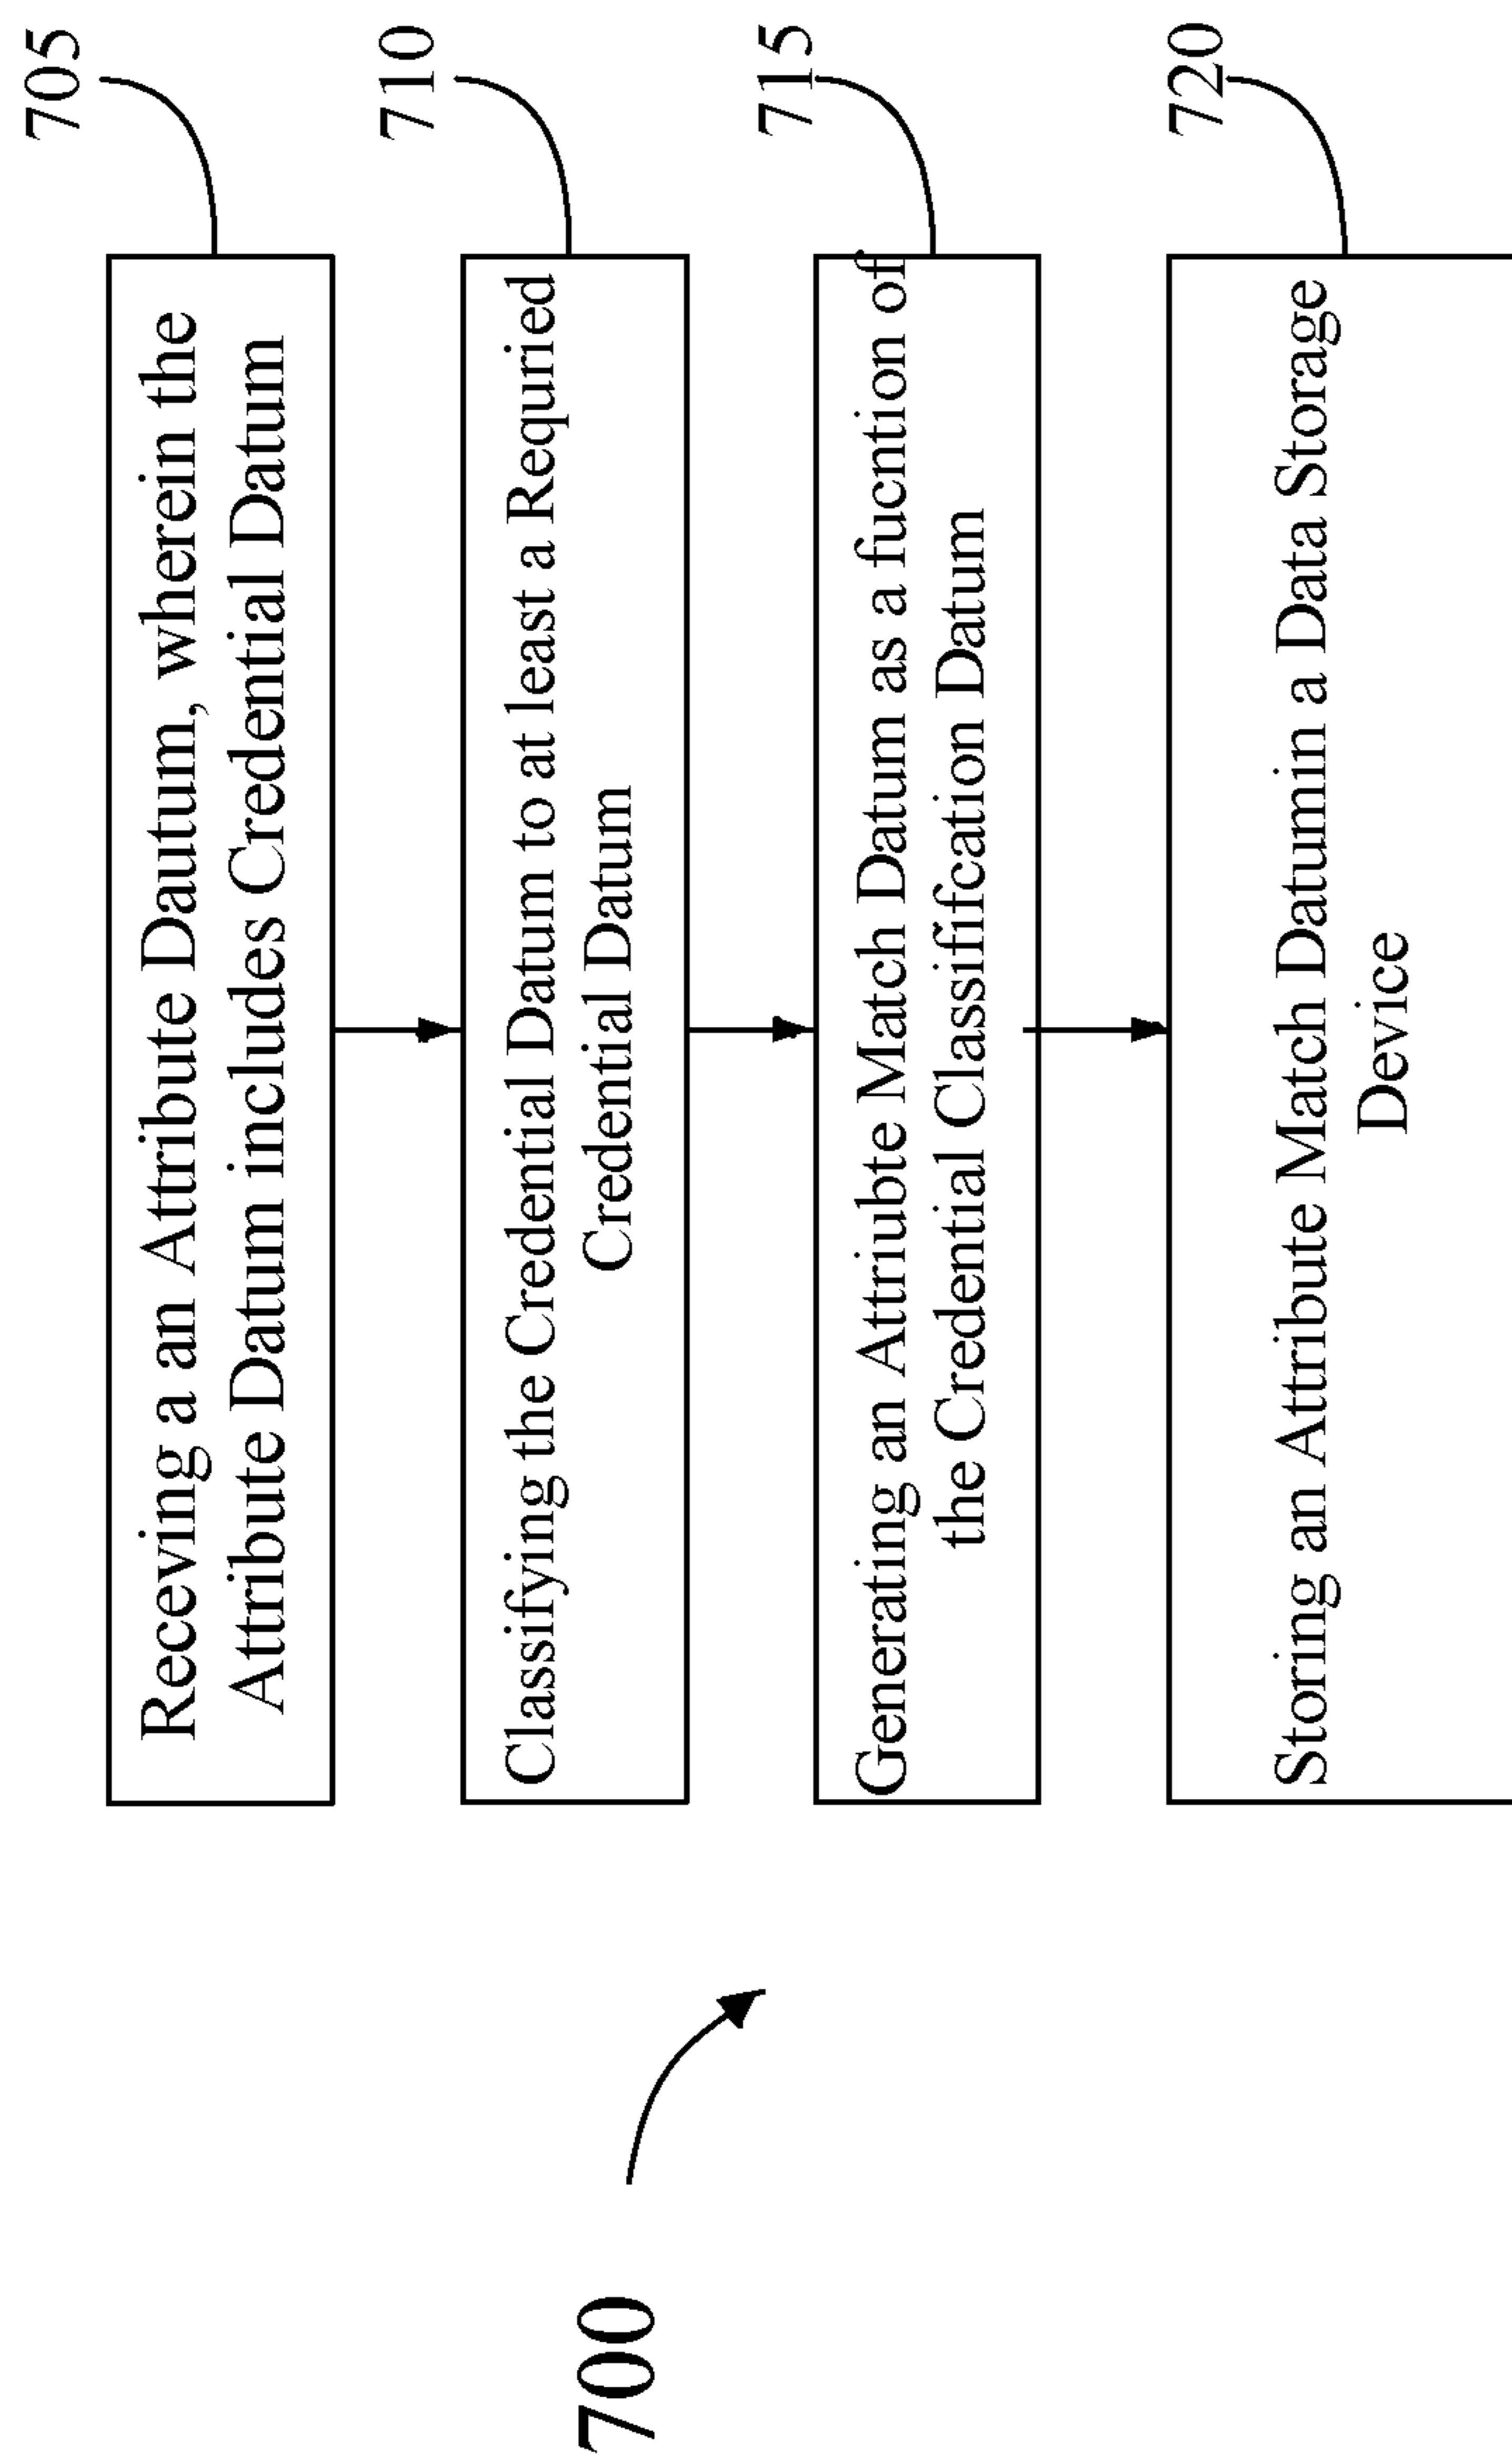 700
705
Receving a an Attribute Dautum, wherein the
Attribute Datum includes Credential Datum
710
Classifying the Credential Datum to at least a Requried
Credential Datum
715
Generating an Attriubte Match Datum as a fucntion of
the Credential Classififcation Datum
720
Storing an Attribute Match Datumin a Data Storage
Device